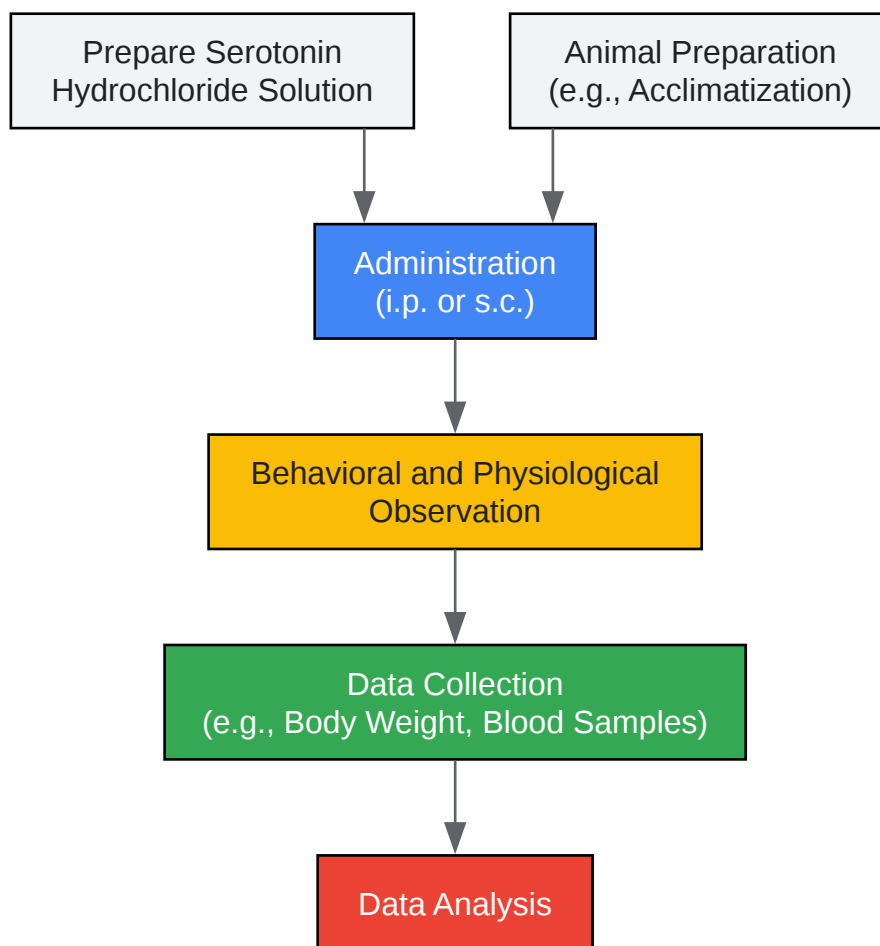 Prepare Serotonin
Hydrochloride Solution
Animal Preparation
(e.g., Acclimatization)
Administration
(i.p. or s.c.)
Behavioral and Physiological
Observation
Data Collection
(e.g., Body Weight, Blood Samples)
Data Analysis